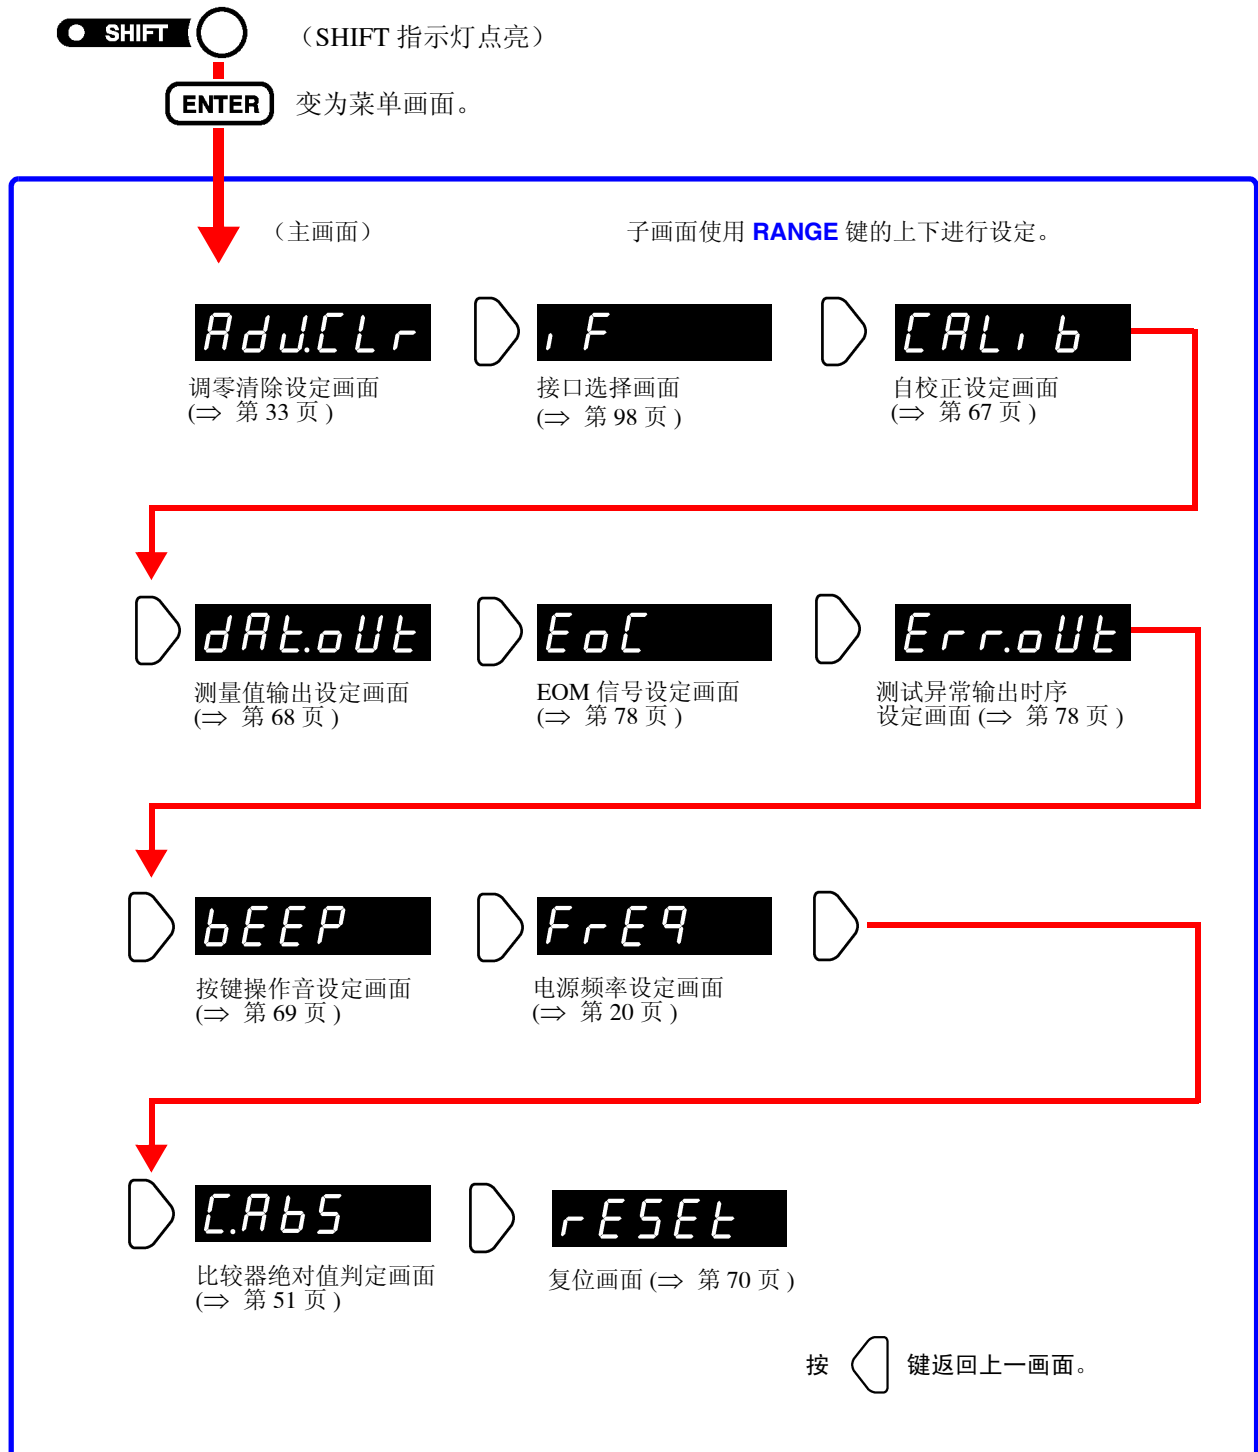 SHIFT （SHIFT 指示灯点亮）
ENTER 变为菜单画面。
（主画面） 子画面使用 RANGE 键的上下进行设定。
AdJ.CLr iF CALib
调零清除设定画面 接口选择画面 自校正设定画面
(⇒ 第 33 页 ) (⇒ 第 98 页 ) (⇒ 第 67 页 )
dAt.oUt EoC Err.oUt
测量值输出设定画面 EOM 信号设定画面 测试异常输出时序
(⇒ 第 68 页 ) (⇒ 第 78 页 ) 设定画面 (⇒ 第 78 页 )
bEEP FrEq
按键操作音设定画面 电源频率设定画面
(⇒ 第 69 页 ) (⇒ 第 20 页 )
C.AbS rESEt
比较器绝对值判定画面 复位画面 (⇒ 第 70 页 )
(⇒ 第 51 页 )
按 键返回上一画面。